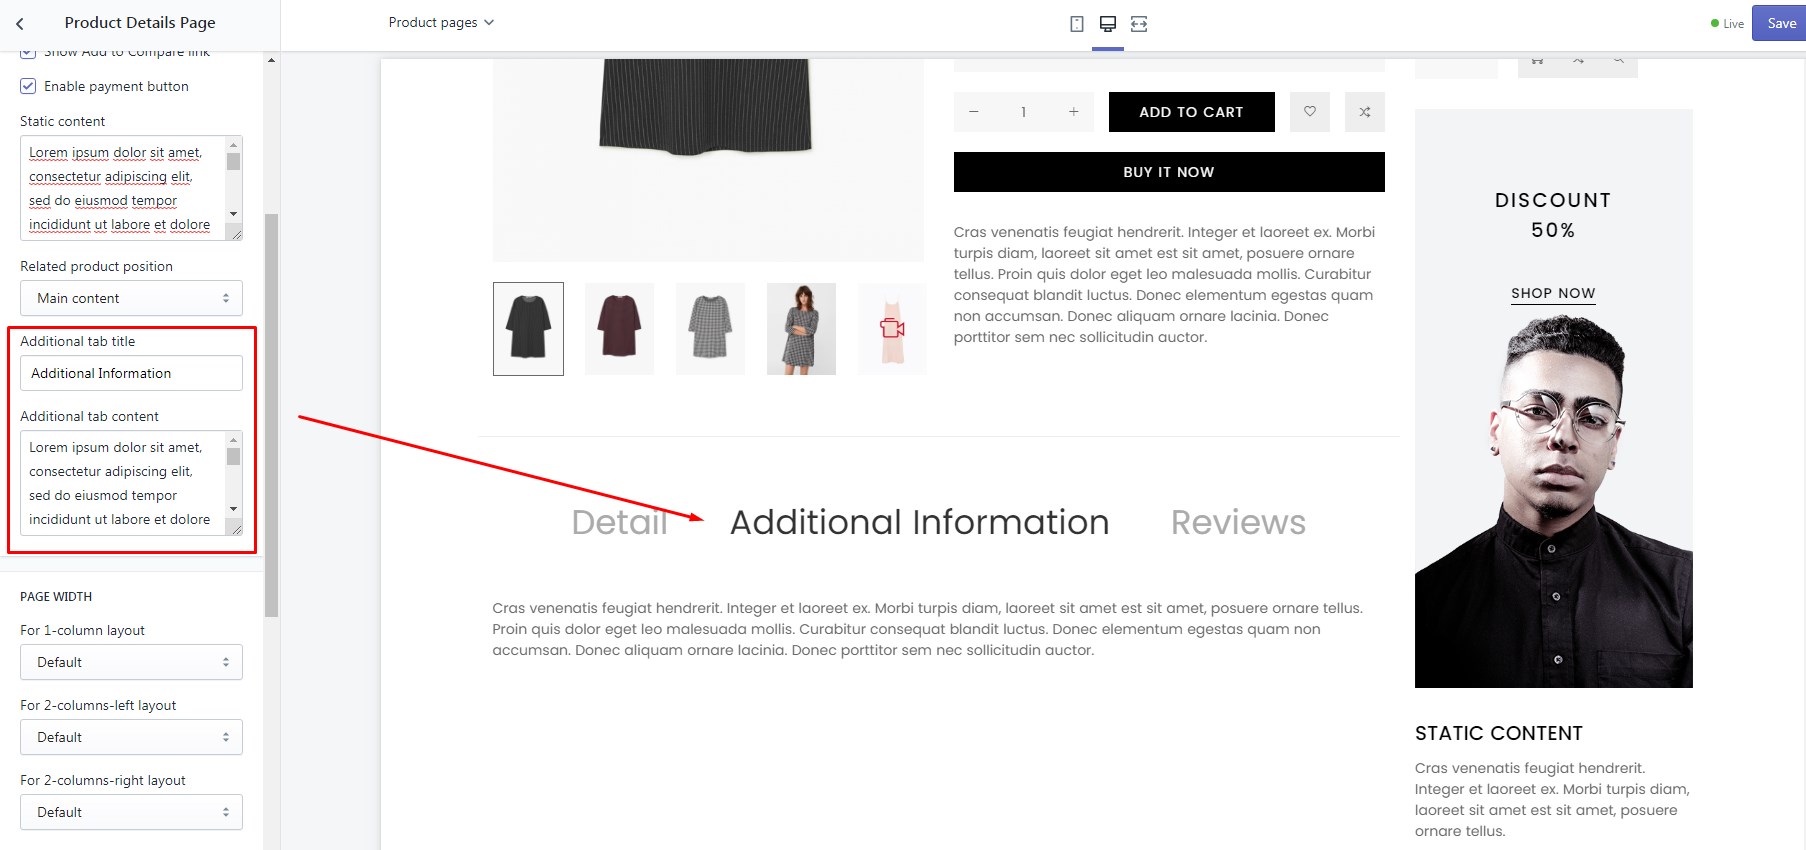 Product Details Page
Product pages
Live
Save
Show Add to Compare link
Enable payment button
Static content
Lorem ipsum dolor sit amet,
consectetur adipiscing elit,
sed do eiusmod tempor
incididunt ut labore et dolore
Related product position
Main content
Additional tab title
Additional Information
Additional tab content
Lorem ipsum dolor sit amet,
consectetur adipiscing elit,
sed do eiusmod tempor
incididunt ut labore et dolore
PAGE WIDTH
For 1-column layout
Default
For 2-columns-left layout
Default
For 2-columns-right layout
Default
1
ADD TO CART
BUY IT NOW
Cras venenatis feugiat hendrerit. Integer et laoreet ex. Morbi
turpis diam, laoreet sit amet est sit amet, posuere ornare
tellus. Proin quis dolor eget leo malesuada mollis. Curabitur
consequat blandit luctus. Donec elementum egestas quam
non accumsan. Donec aliquam ornare lacinia. Donec
porttitor sem nec sollicitudin auctor.
Detail Additional Information Reviews
Cras venenatis feugiat hendrerit. Integer et laoreet ex. Morbi turpis diam, laoreet sit amet est sit amet, posuere ornare tellus.
Proin quis dolor eget leo malesuada mollis. Curabitur consequat blandit luctus. Donec elementum egestas quam non
accumsan. Donec aliquam ornare lacinia. Donec porttitor sem nec sollicitudin auctor.
DISCOUNT
50%
SHOP NOW
STATIC CONTENT
Cras venenatis feugiat hendrerit.
Integer et laoreet ex. Morbi turpis diam,
laoreet sit amet est sit amet, posuere
ornare tellus.